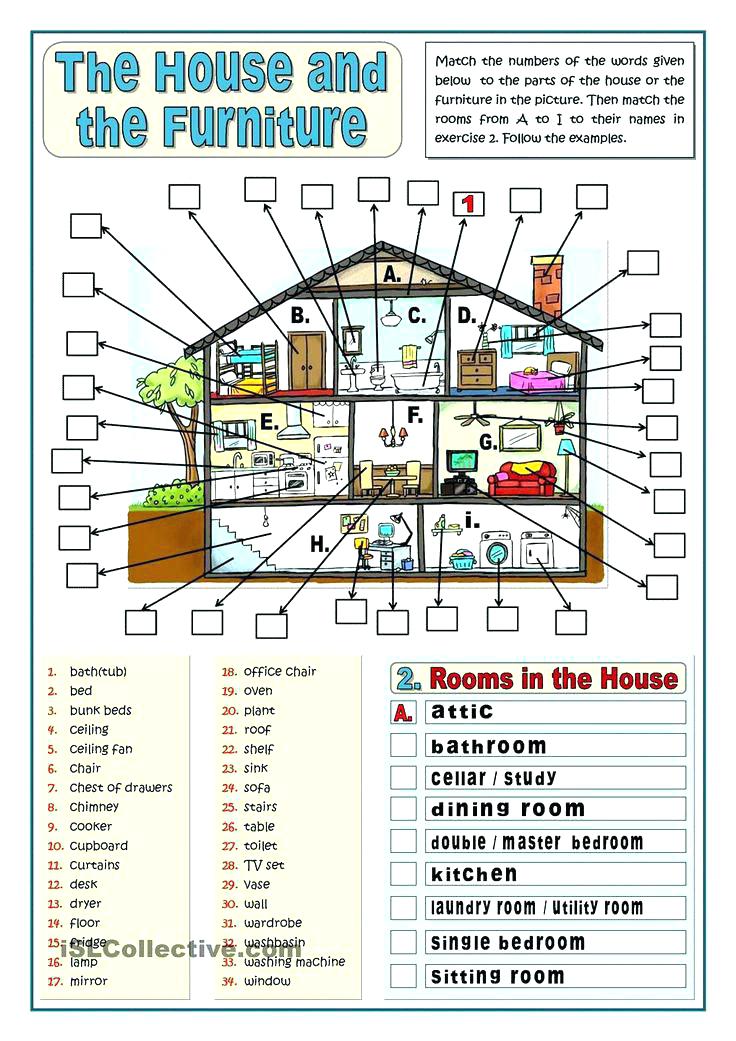 The House and
the Furniture
Match the numbers of the words given
below to the parts of the house or the
furniture in the picture. Then match the
rooms from A to I to their names in
exercise 2. Follow the examples.
1
A.
B.
C.
D.
E.
F.
G.
H.
i.
1. bath(tub)
2. bed
3. bunk beds
4. ceiling
5. ceiling fan
6. chair
7. chest of drawers
8. chimney
9. cooker
10. cupboard
11. curtains
12. desk
13. dryer
14. floor
15. fridge
16. lamp
17. mirror
18. office chair
19. oven
20. plant
21. roof
22. shelf
23. sink
24. sofa
25. stairs
26. table
27. toilet
28. TV set
29. vase
30. wall
31. wardrobe
32. washbasin
33. washing machine
34. window
iSLCollective.com
2. Rooms in the House
A. attic
bathroom
cellar / study
dining room
double / master bedroom
kitchen
laundry room / utility room
single bedroom
sitting room